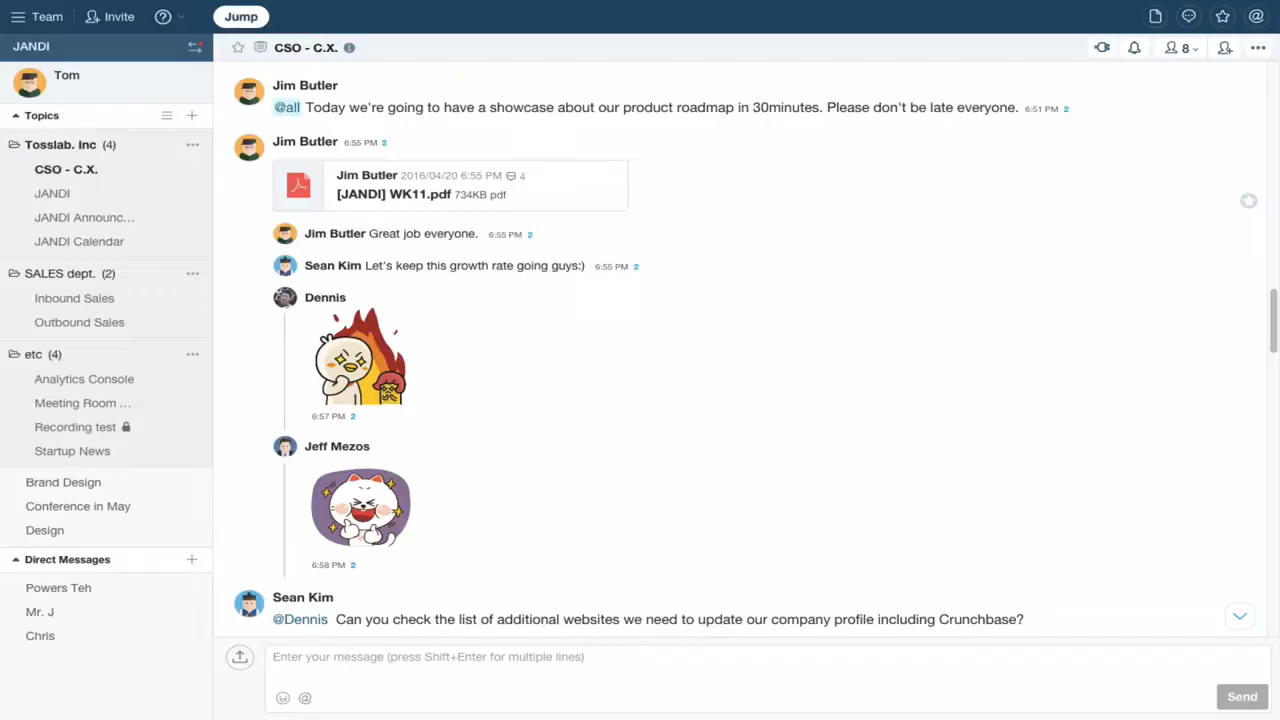 Team Invite Jump
JANDI
Tom
Topics
Tosslab. Inc (4)
CSO - C.X.
JANDI
JANDI Announc...
JANDI Calendar
SALES dept. (2)
Inbound Sales
Outbound Sales
etc (4)
Analytics Console
Meeting Room ...
Recording test
Startup News
Brand Design
Conference in May
Design
Direct Messages
Powers Teh
Mr. J
Chris
CSO - C.X. 8
Jim Butler
@all Today we're going to have a showcase about our product roadmap in 30minutes. Please don't be late everyone. 6:51 PM 2
Jim Butler 6:55 PM 2
Jim Butler 2016/04/20 6:55 PM 4
[JANDI] WK11.pdf 734KB pdf
Jim Butler Great job everyone. 6:55 PM 2
Sean Kim Let's keep this growth rate going guys:) 6:55 PM 2
Dennis
6:57 PM 2
Jeff Mezos
6:58 PM 2
Sean Kim
@Dennis Can you check the list of additional websites we need to update our company profile including Crunchbase?
Enter your message (press Shift+Enter for multiple lines)
Send